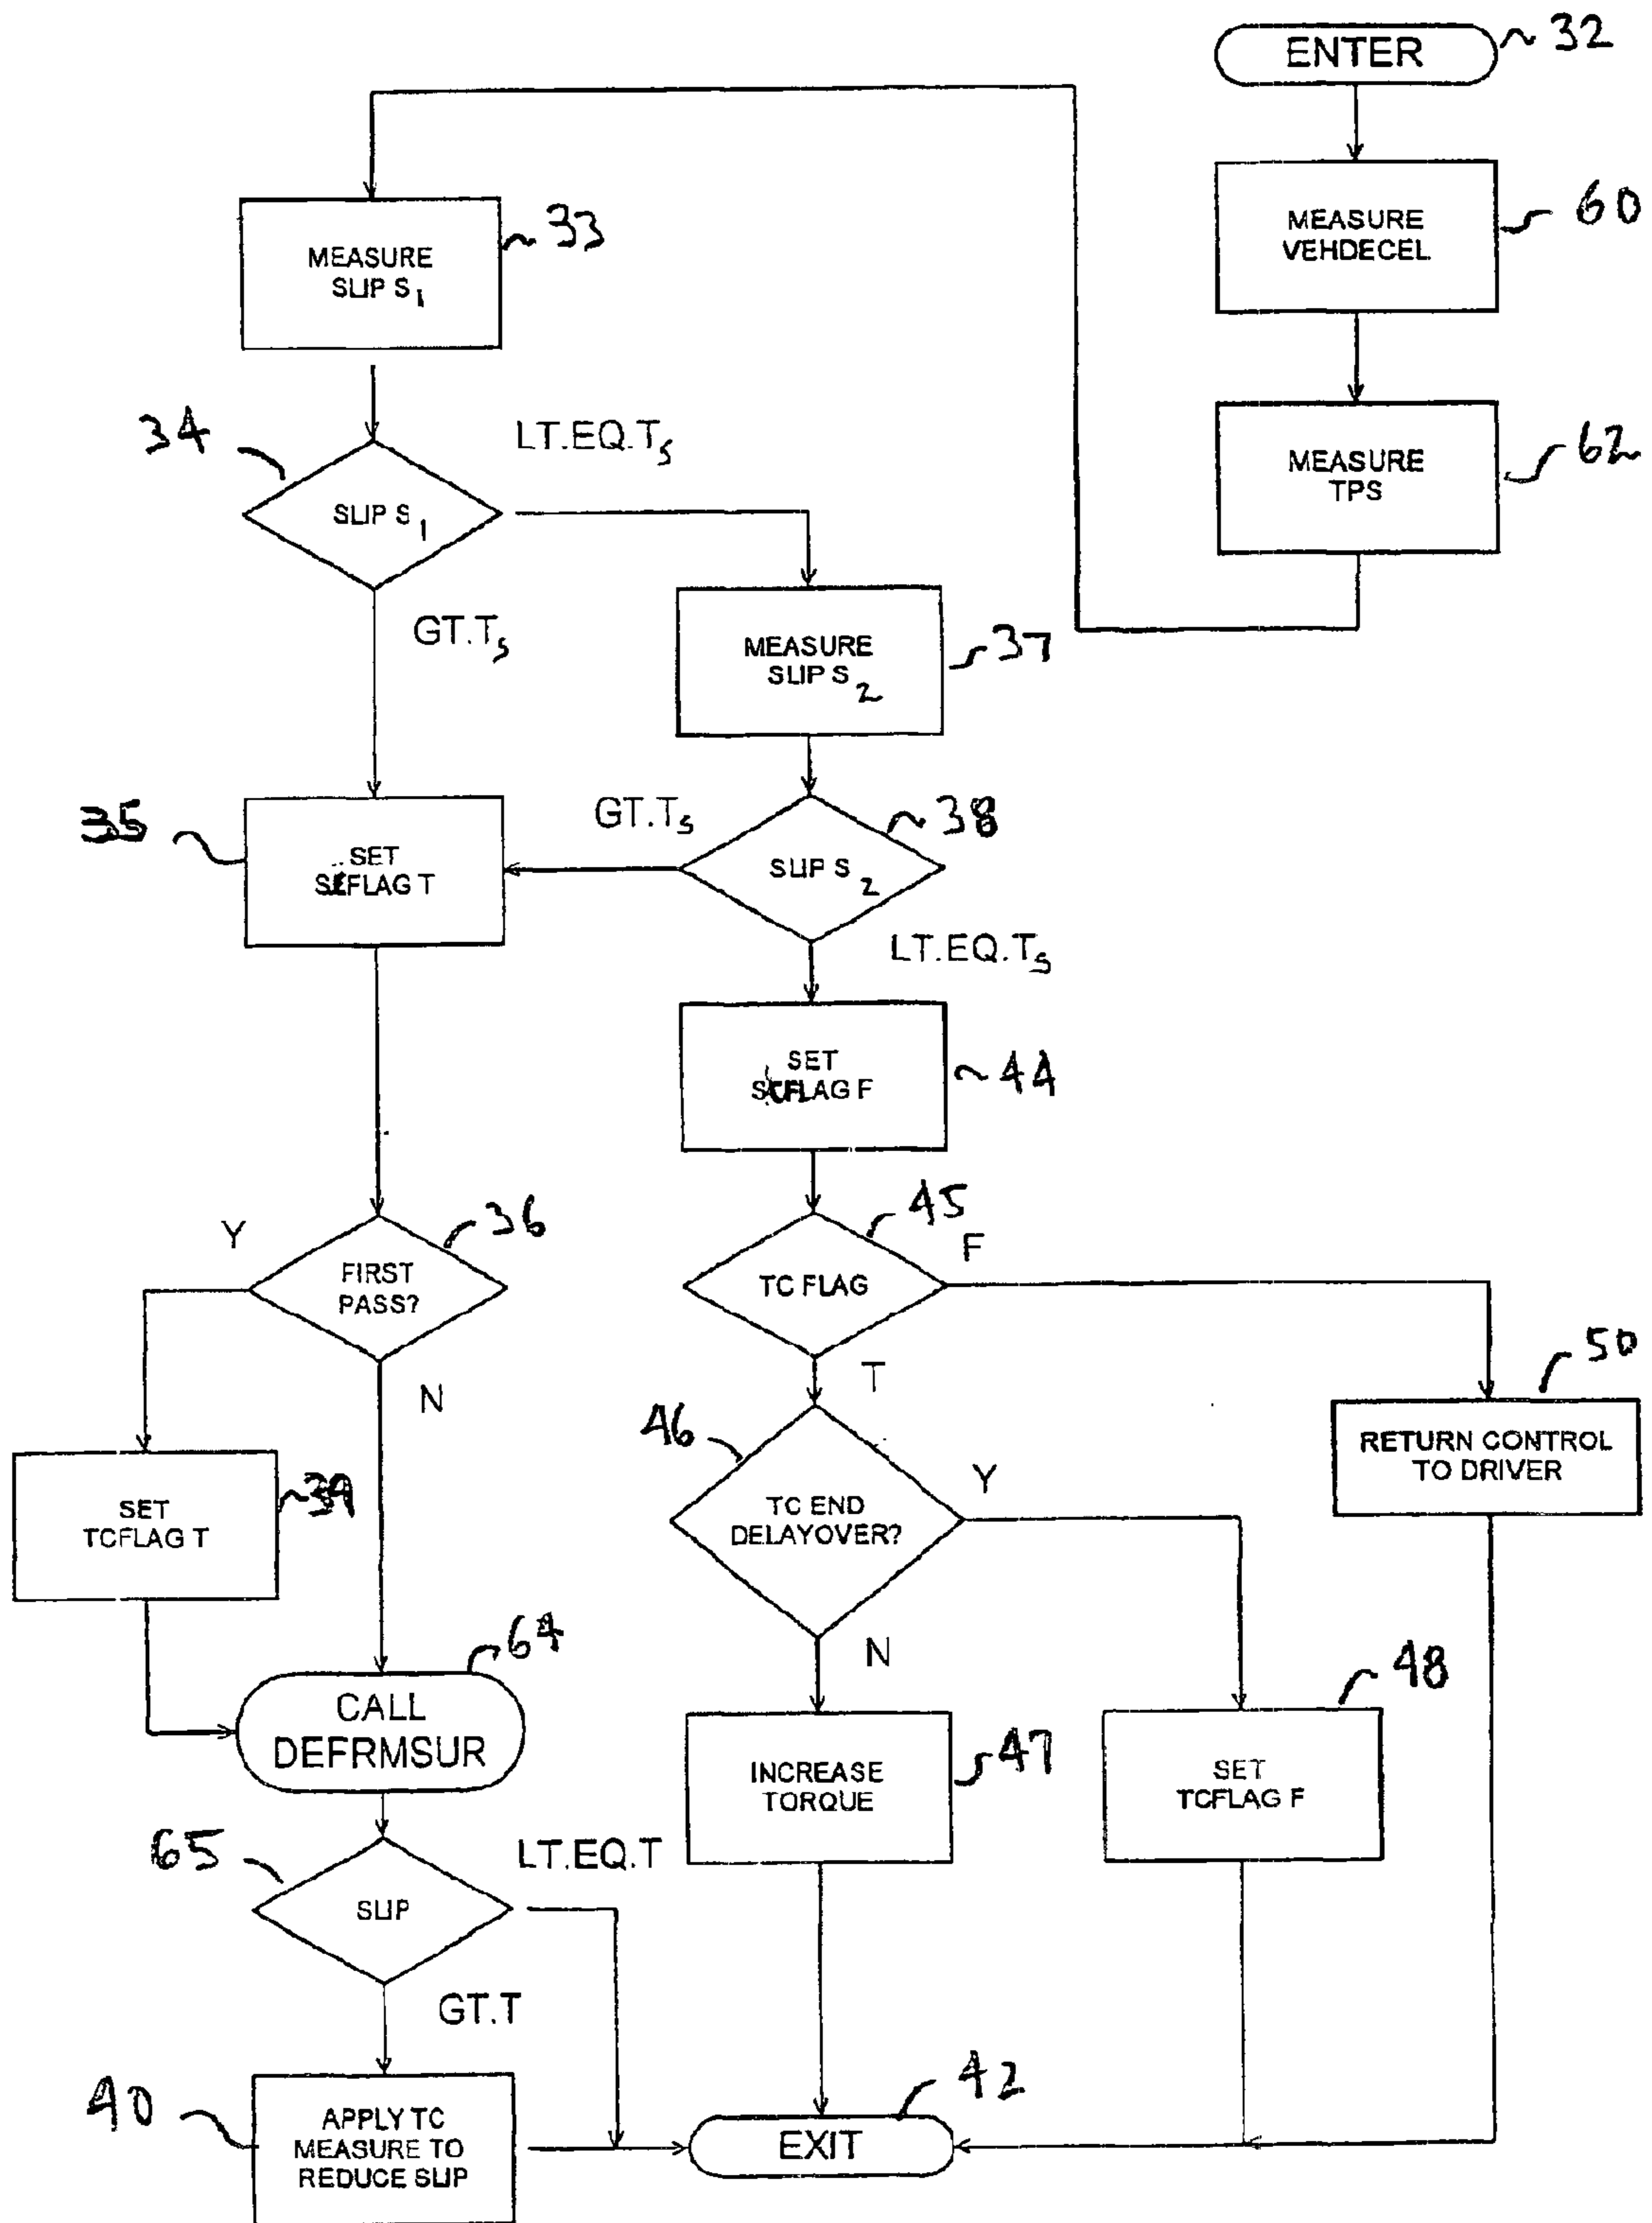 ENTER
32
MEASURE
VEHDECEL
60
MEASURE
TPS
62
MEASURE
SLIP S1
33
34
SLIP S1
LT.EQ.TS
GT.TS
MEASURE
SLIP S2
37
35
SET
FLAG T
GT.TS
SLIP S2
38
LT.EQ.TS
SET
FLAG F
44
Y
FIRST
PASS?
36
N
TC FLAG
45
F
T
50
RETURN CONTROL
TO DRIVER
SET
TCFLAG T
39
46
TC END
DELAYOVER?
Y
N
64
CALL
DEFRMSUR
INCREASE
TORQUE
47
48
SET
TCFLAG F
65
SLIP
LT.EQ.T
GT.T
40
APPLY TC
MEASURE TO
REDUCE SLIP
EXIT
42